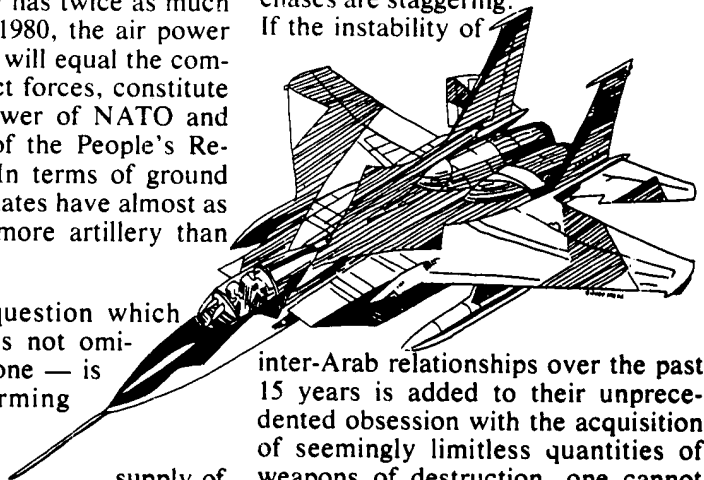 has twice as much
1980, the air power
will equal the com-
ct forces, constitute
wer of NATO and
of the People's Re-
In terms of ground
ates have almost as
more artillery than
question which
s not omi-
one — is
rming
supply of
chases are staggering.
If the instability of
inter-Arab relationships over the past
15 years is added to their unprece-
dented obsession with the acquisition
of seemingly limitless quantities of
weapons of destruction, one cannot